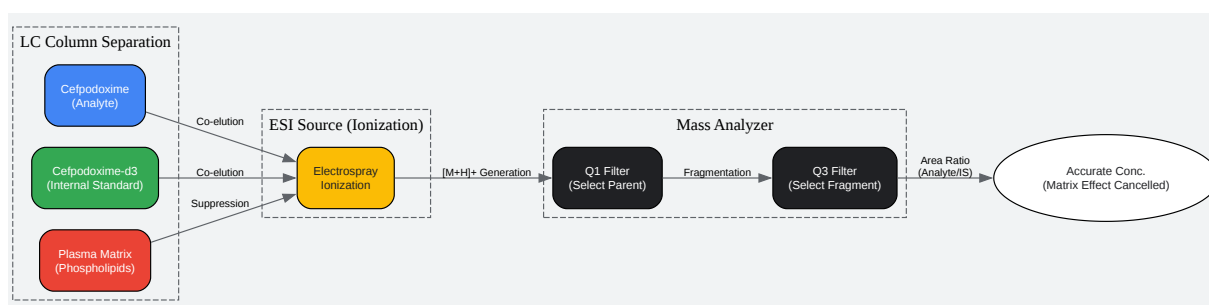 LC Column Separation
Cefpodoxime
(Analyte)
Cefpodoxime-d3
(Internal Standard)
Plasma Matrix
(Phospholipids)
Co-elution
Co-elution
Suppression
ESI Source (Ionization)
Electrospray
Ionization
[M+H]+ Generation
Mass Analyzer
Q1 Filter
(Select Parent)
Fragmentation
Q3 Filter
(Select Fragment)
Area Ratio
(Analyte/IS)
Accurate Conc.
(Matrix Effect Cancelled)